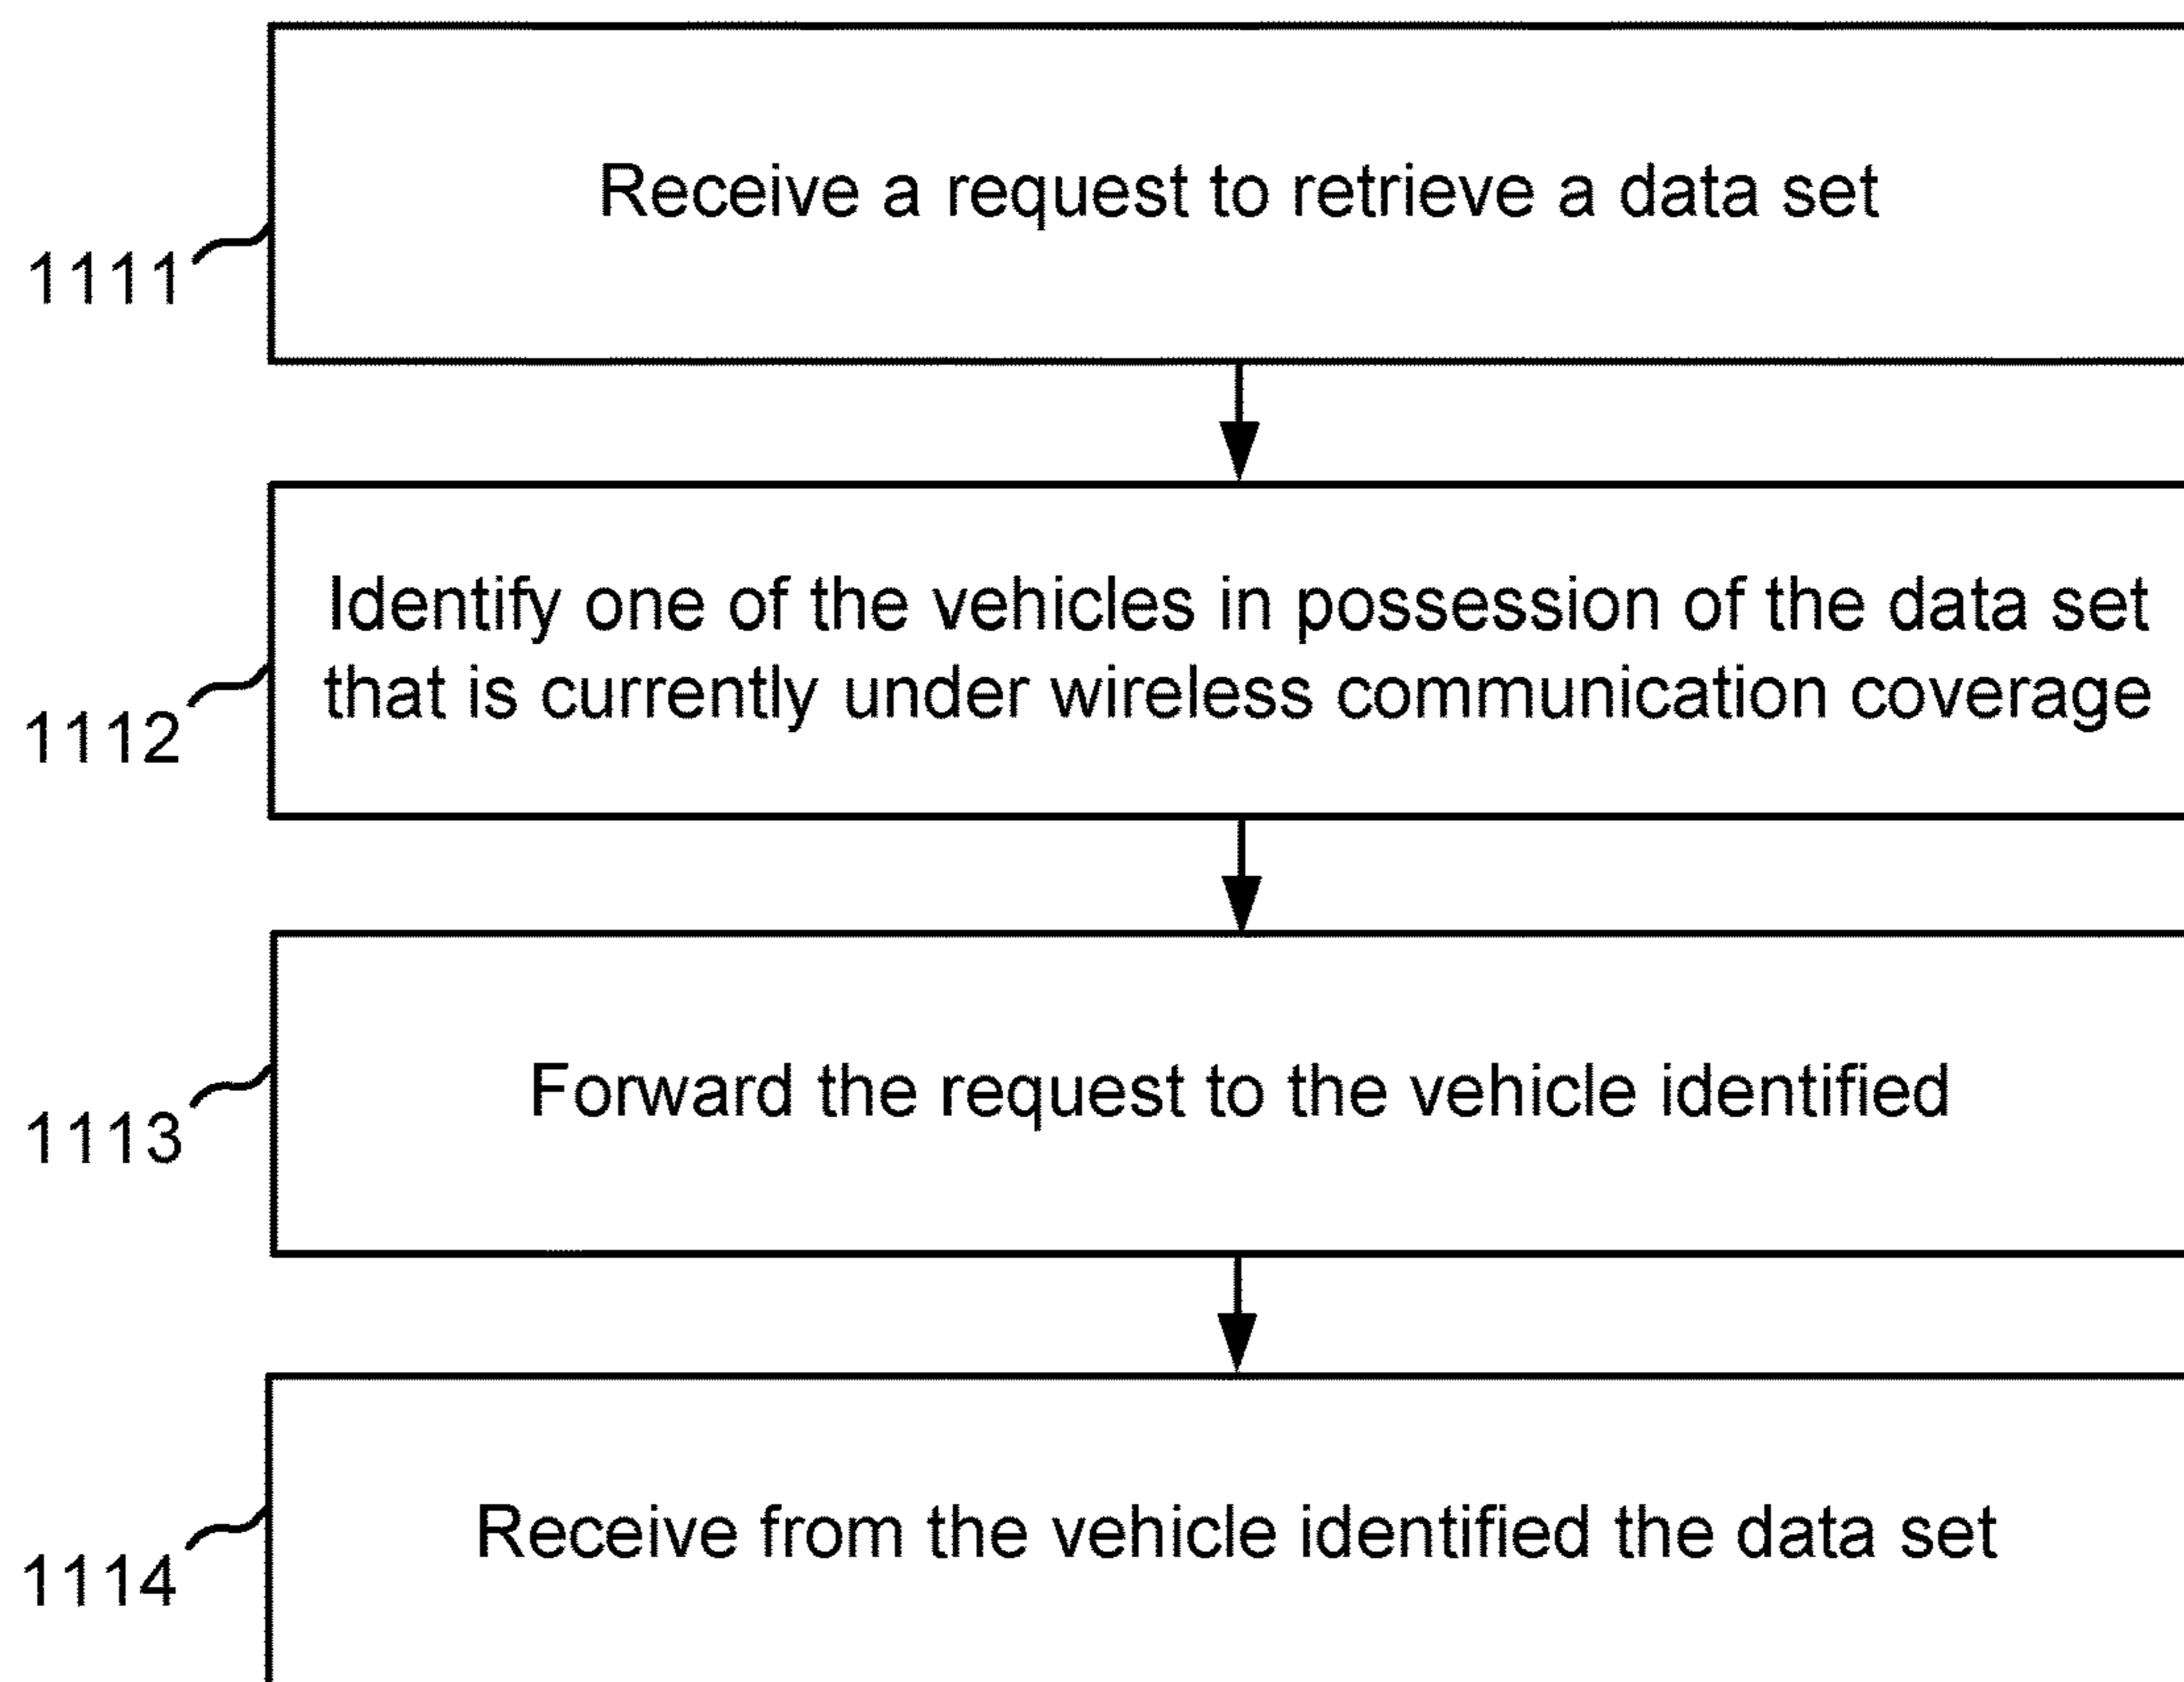 Receive a request to retrieve a data set
1111
Identify one of the vehicles in possession of the data set
that is currently under wireless communication coverage
1112
Forward the request to the vehicle identified
1113
Receive from the vehicle identified the data set
1114